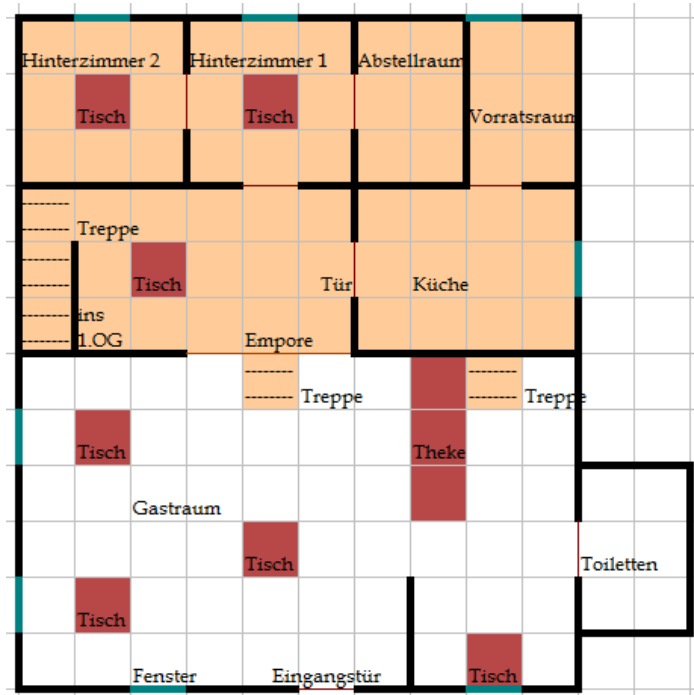 Hinterzimmer 2
Hinterzimmer 1
Abstellraum
Tisch
Tisch
Vorratsraum
Treppe
Tisch
Tür
Küche
ins
1.OG
Empore
Treppe
Treppe
Tisch
Theke
Gastraum
Tisch
Toiletten
Tisch
Fenster
Eingangstür
Tisch